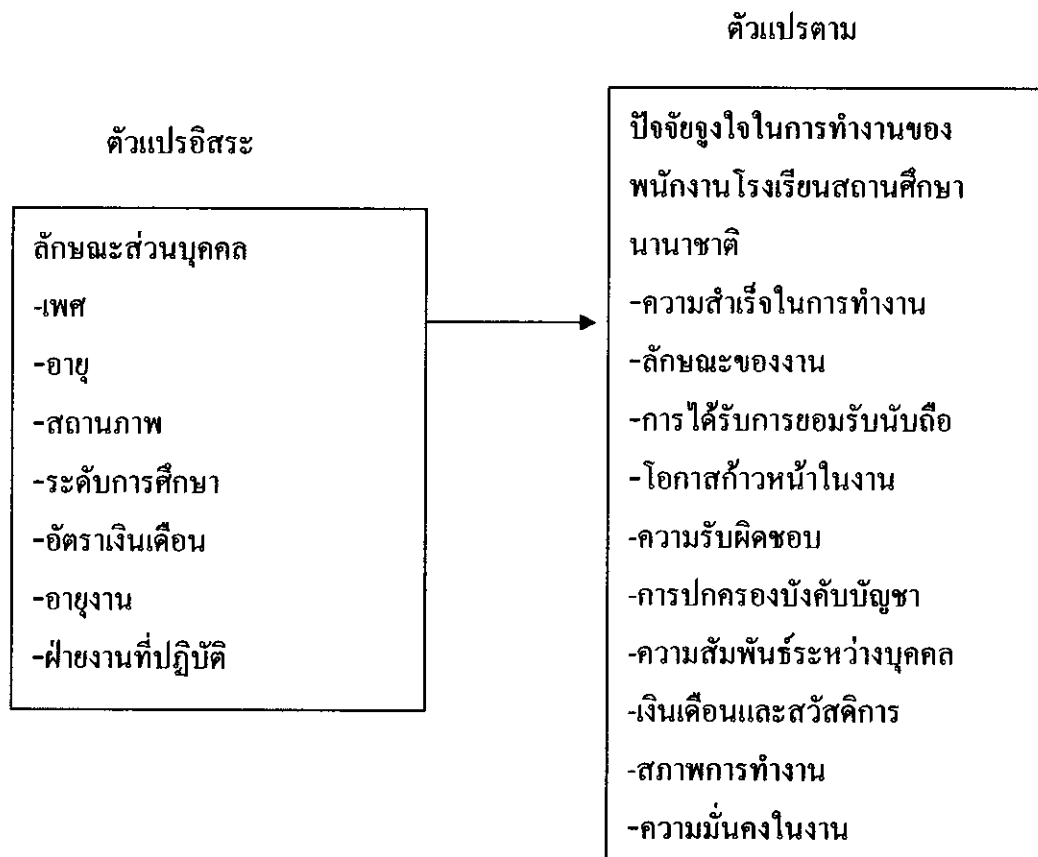 ตัวแปรตาม
ตัวแปรอิสระ
ลักษณะส่วนบุคคล
-เพศ
-อายุ
-สถานภาพ
-ระดับการศึกษา
-อัตราเงินเดือน
-อายุงาน
-ฝ่ายงานที่ปฏิบัติ
ปัจจัยจูงใจในการทำงานของ
พนักงานโรงเรียนสถานศึกษา
นานาชาติ
-ความสำเร็จในการทำงาน
-ลักษณะของงาน
-การได้รับการยอมรับนับถือ
-โอกาสก้าวหน้าในงาน
-ความรับผิดชอบ
-การปกครองบังคับบัญชา
-ความสัมพันธ์ระหว่างบุคคล
-เงินเดือนและสวัสดิการ
-สภาพการทำงาน
-ความมั่นคงในงาน